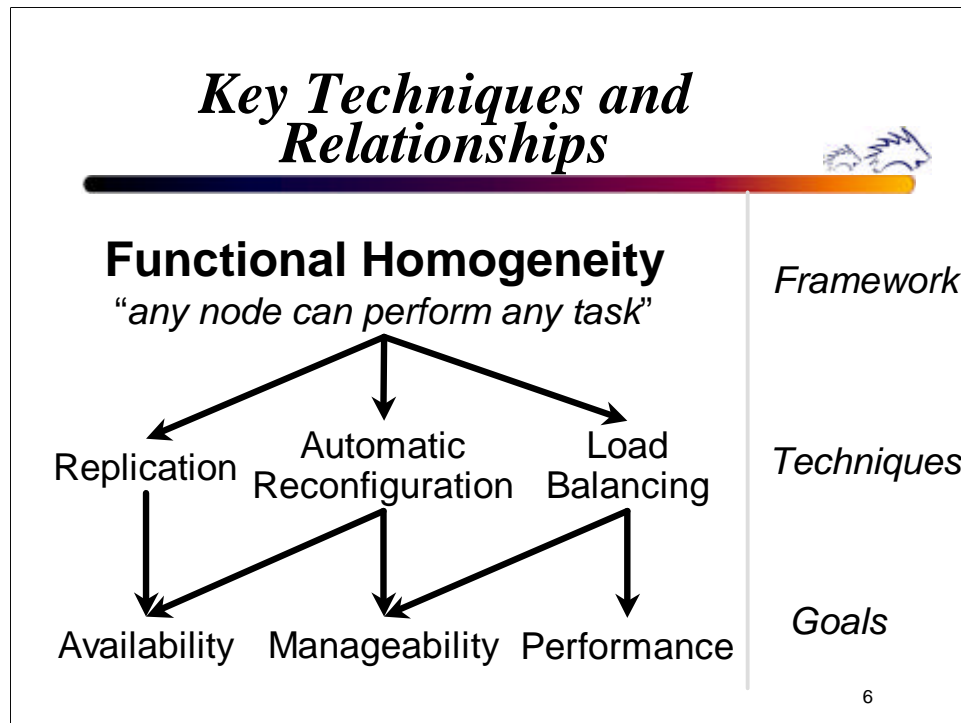 Key Techniques and
Relationships
Functional Homogeneity
“any node can perform any task”
Framework
Replication
Automatic
Reconfiguration
Load
Balancing
Techniques
Availability
Manageability
Performance
Goals
6